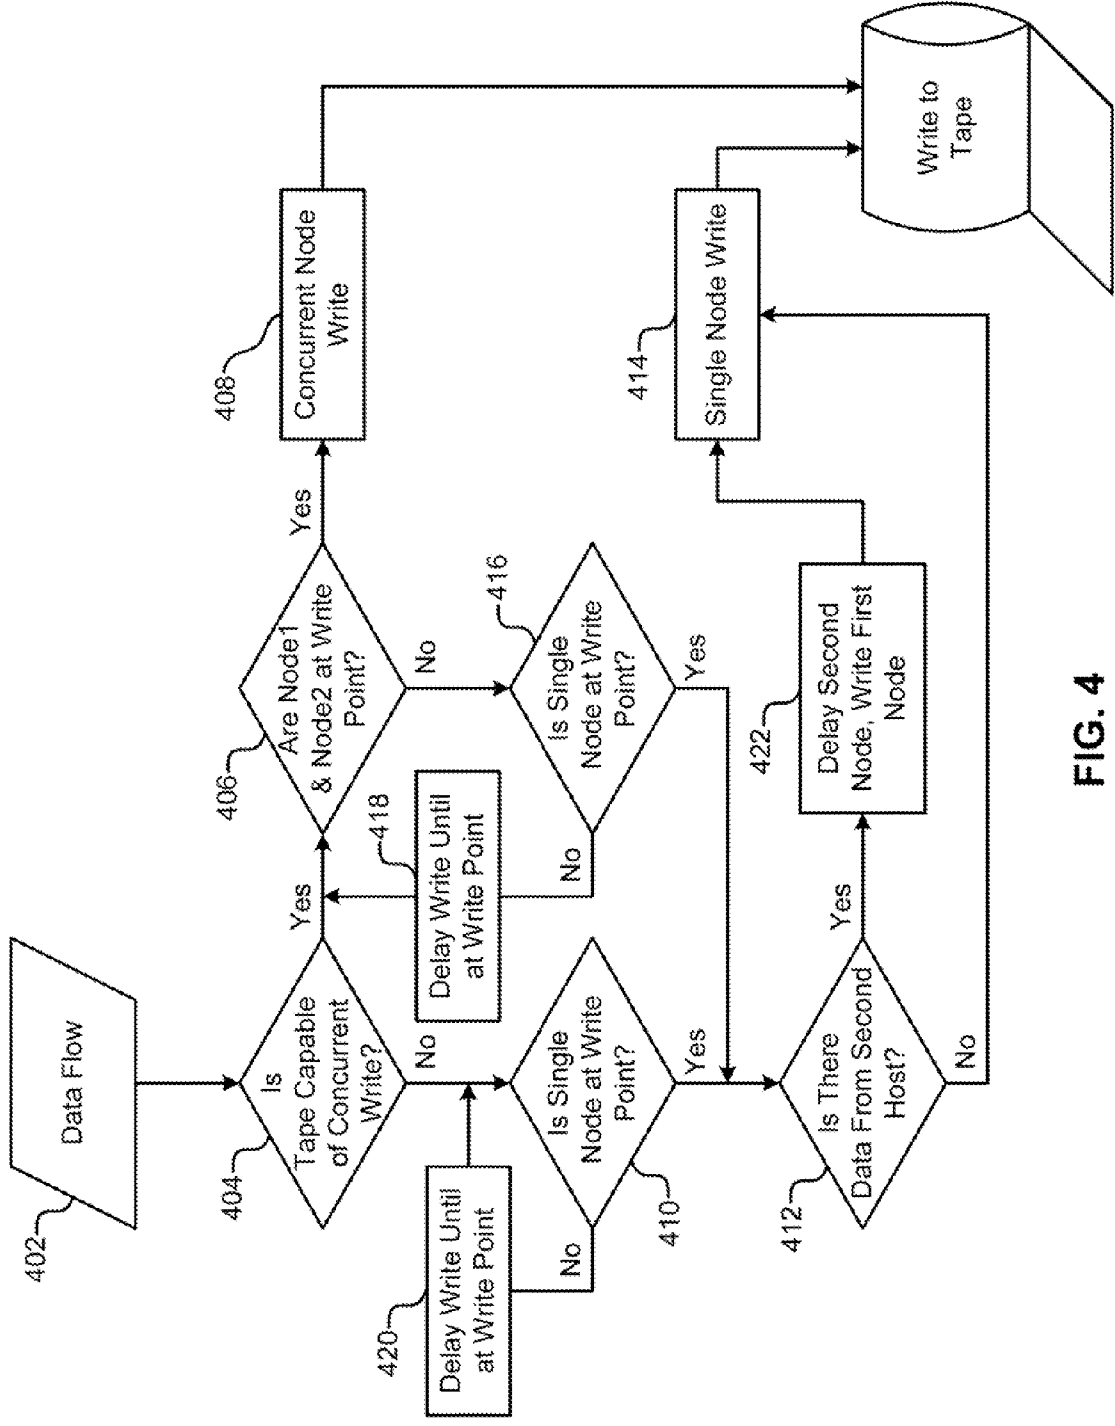 402
Data Flow
404
Is
Tape Capable
of Concurrent
Write?
Yes
No
406
Are Node1
& Node2 at Write
Point?
Yes
No
408
Concurrent Node
Write
418
Delay Write Until
at Write Point
416
Is Single
Node at Write
Point?
No
Yes
420
Delay Write Until
at Write Point
No
410
Is Single
Node at Write
Point?
Yes
412
Is There
Data From Second
Host?
Yes
No
422
Delay Second
Node, Write First
Node
414
Single Node Write
Write to
Tape
FIG. 4